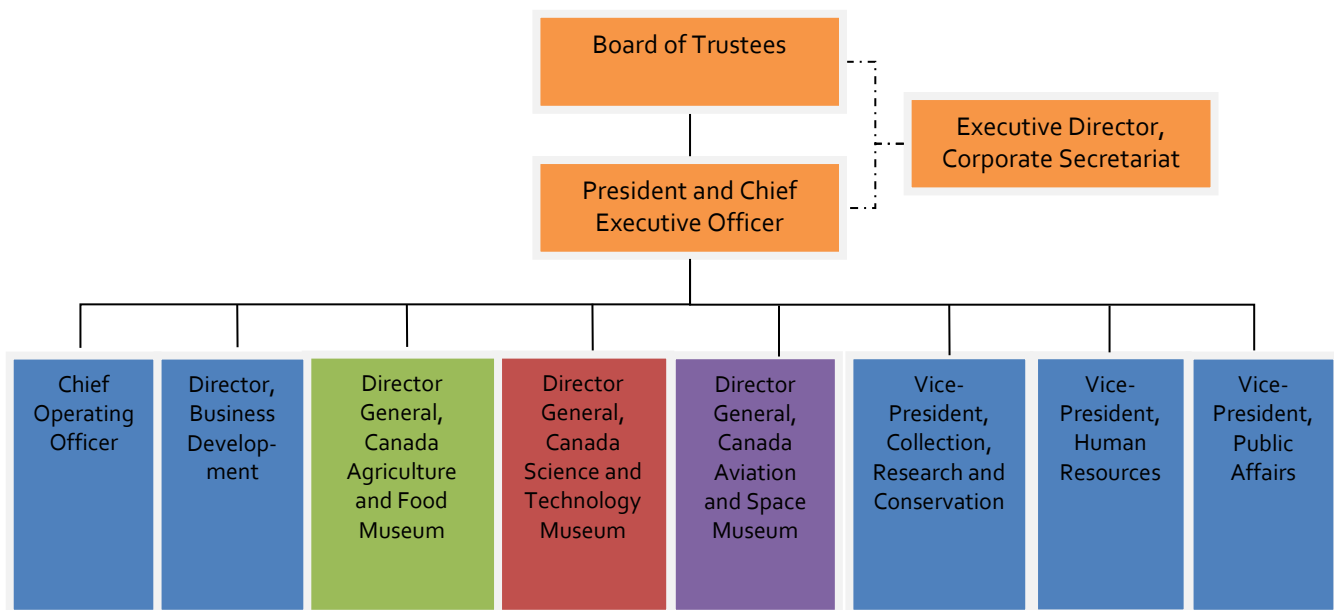 Board of Trustees
Executive Director,
Corporate Secretariat
President and Chief
Executive Officer
Chief
Operating
Officer
Director,
Business
Develop-
ment
Director
General,
Canada
Agriculture
and Food
Museum
Director
General,
Canada
Science and
Technology
Museum
Director
General,
Canada
Aviation
and Space
Museum
Vice-
President,
Collection,
Research and
Conservation
Vice-
President,
Human
Resources
Vice-
President,
Public
Affairs